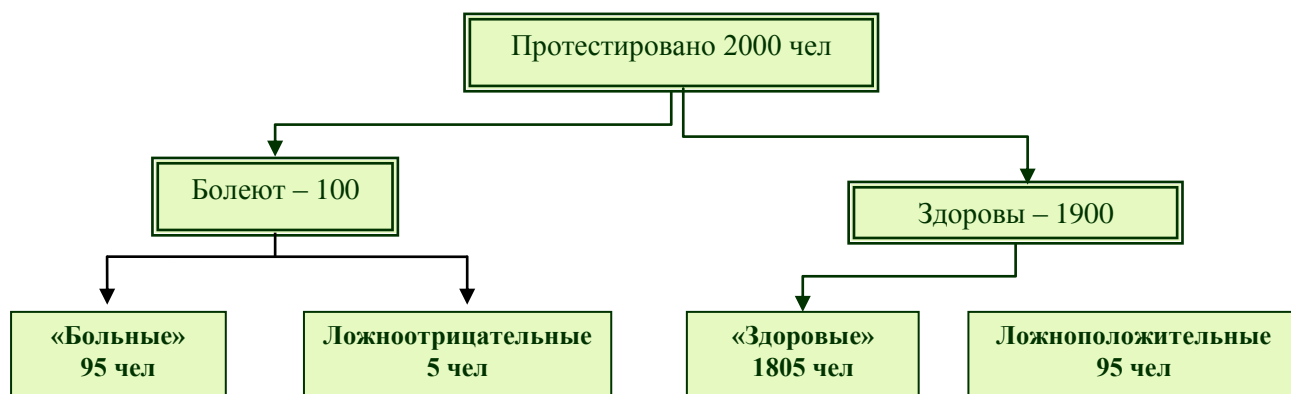 Протестировано 2000 чел
Болеют – 100
Здоровы – 1900
«Больные»
95 чел
Ложноотрицательные
5 чел
«Здоровые»
1805 чел
Ложноположительные
95 чел